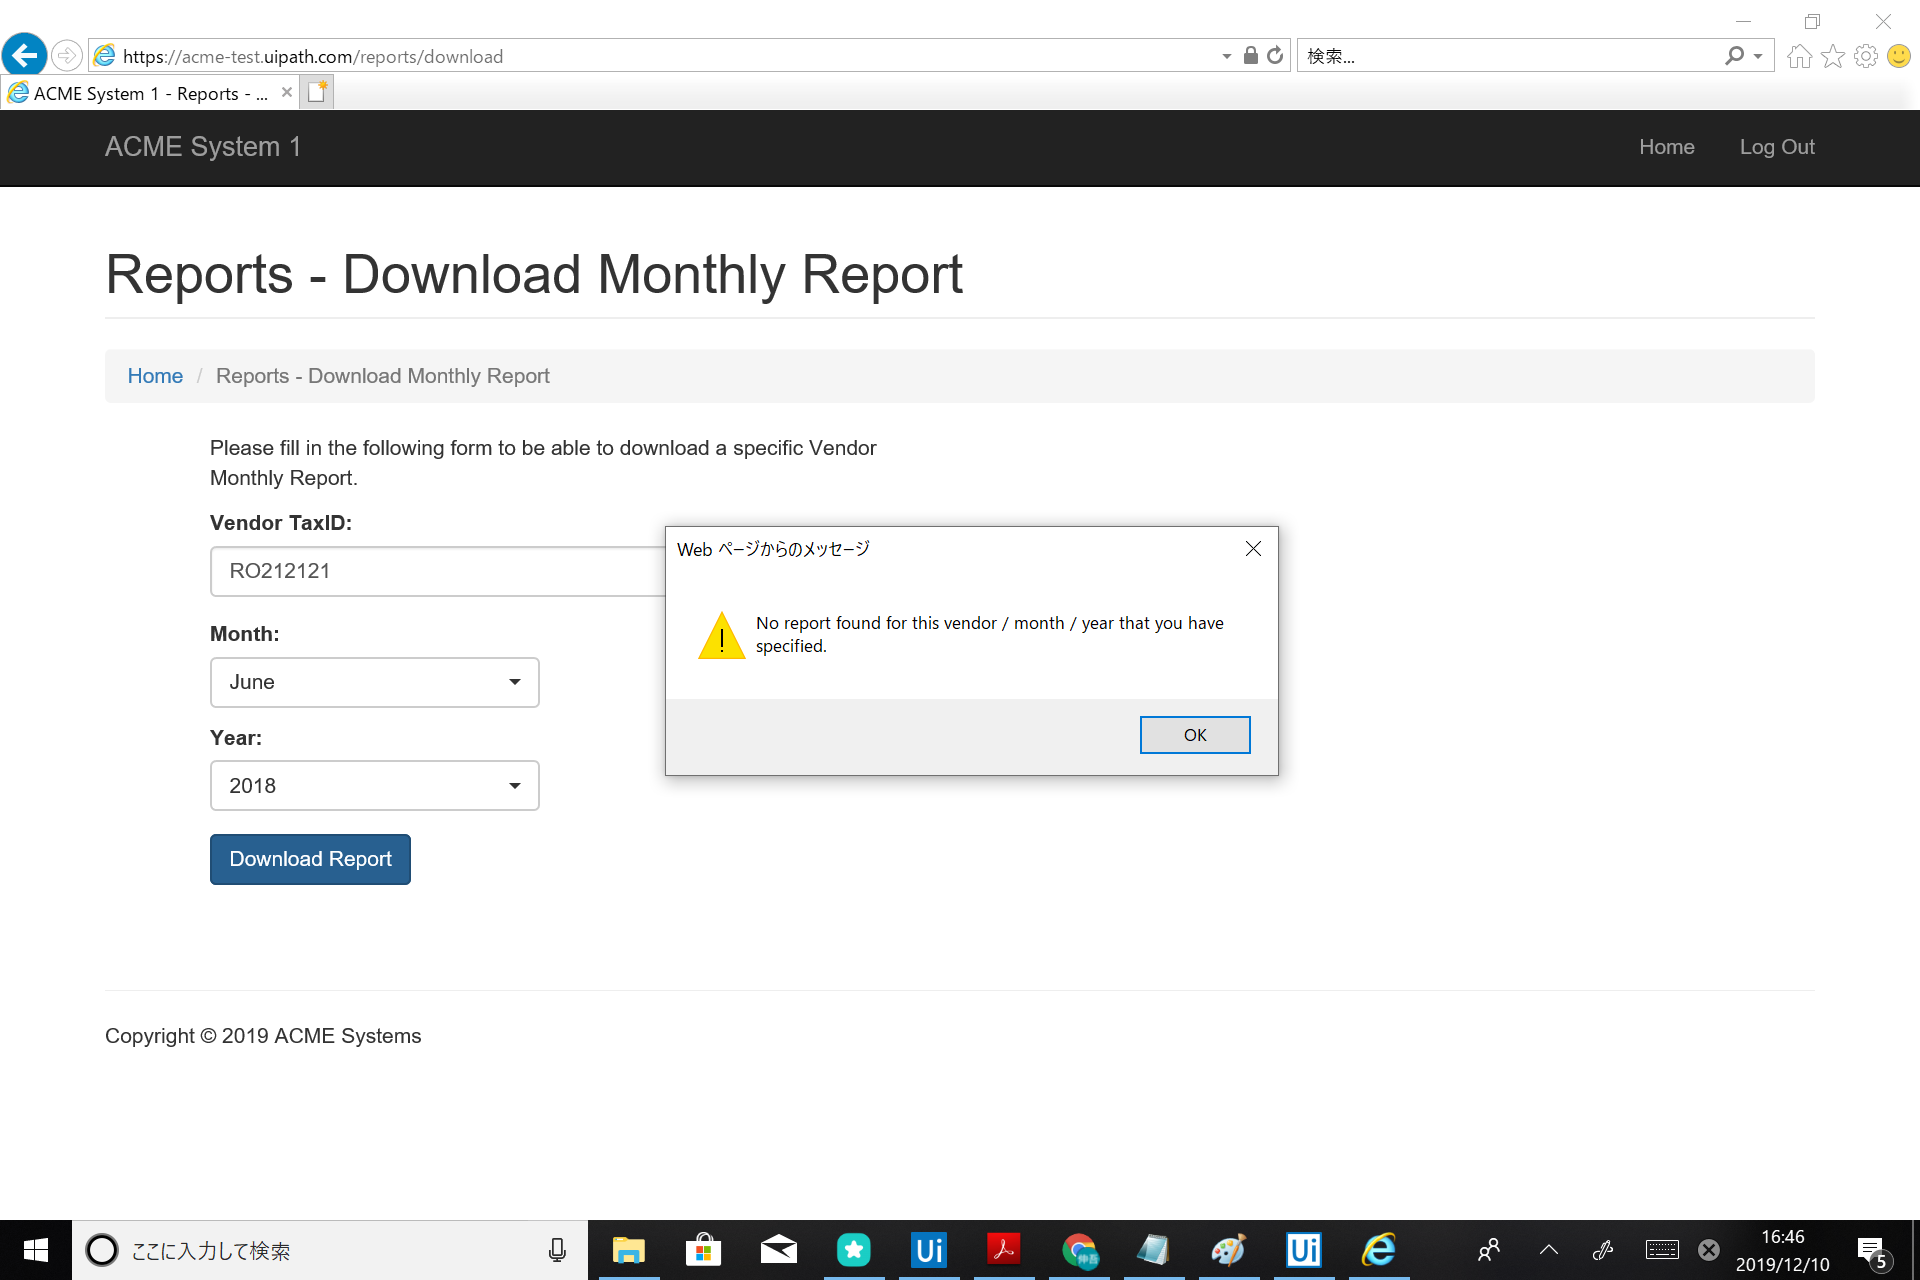 https://acme-test.uipath.com/reports/download
検索...
ACME System 1 - Reports - ...
ACME System 1
Home
Log Out
Reports - Download Monthly Report
Home / Reports - Download Monthly Report
Please fill in the following form to be able to download a specific Vendor
Monthly Report.
Vendor TaxID:
RO212121
Month:
June
Year:
2018
Download Report
Web ページからのメッセージ
No report found for this vendor / month / year that you have
specified.
OK
Copyright © 2019 ACME Systems
ここに入力して検索
Ui
Ui
16:46
2019/12/10
5